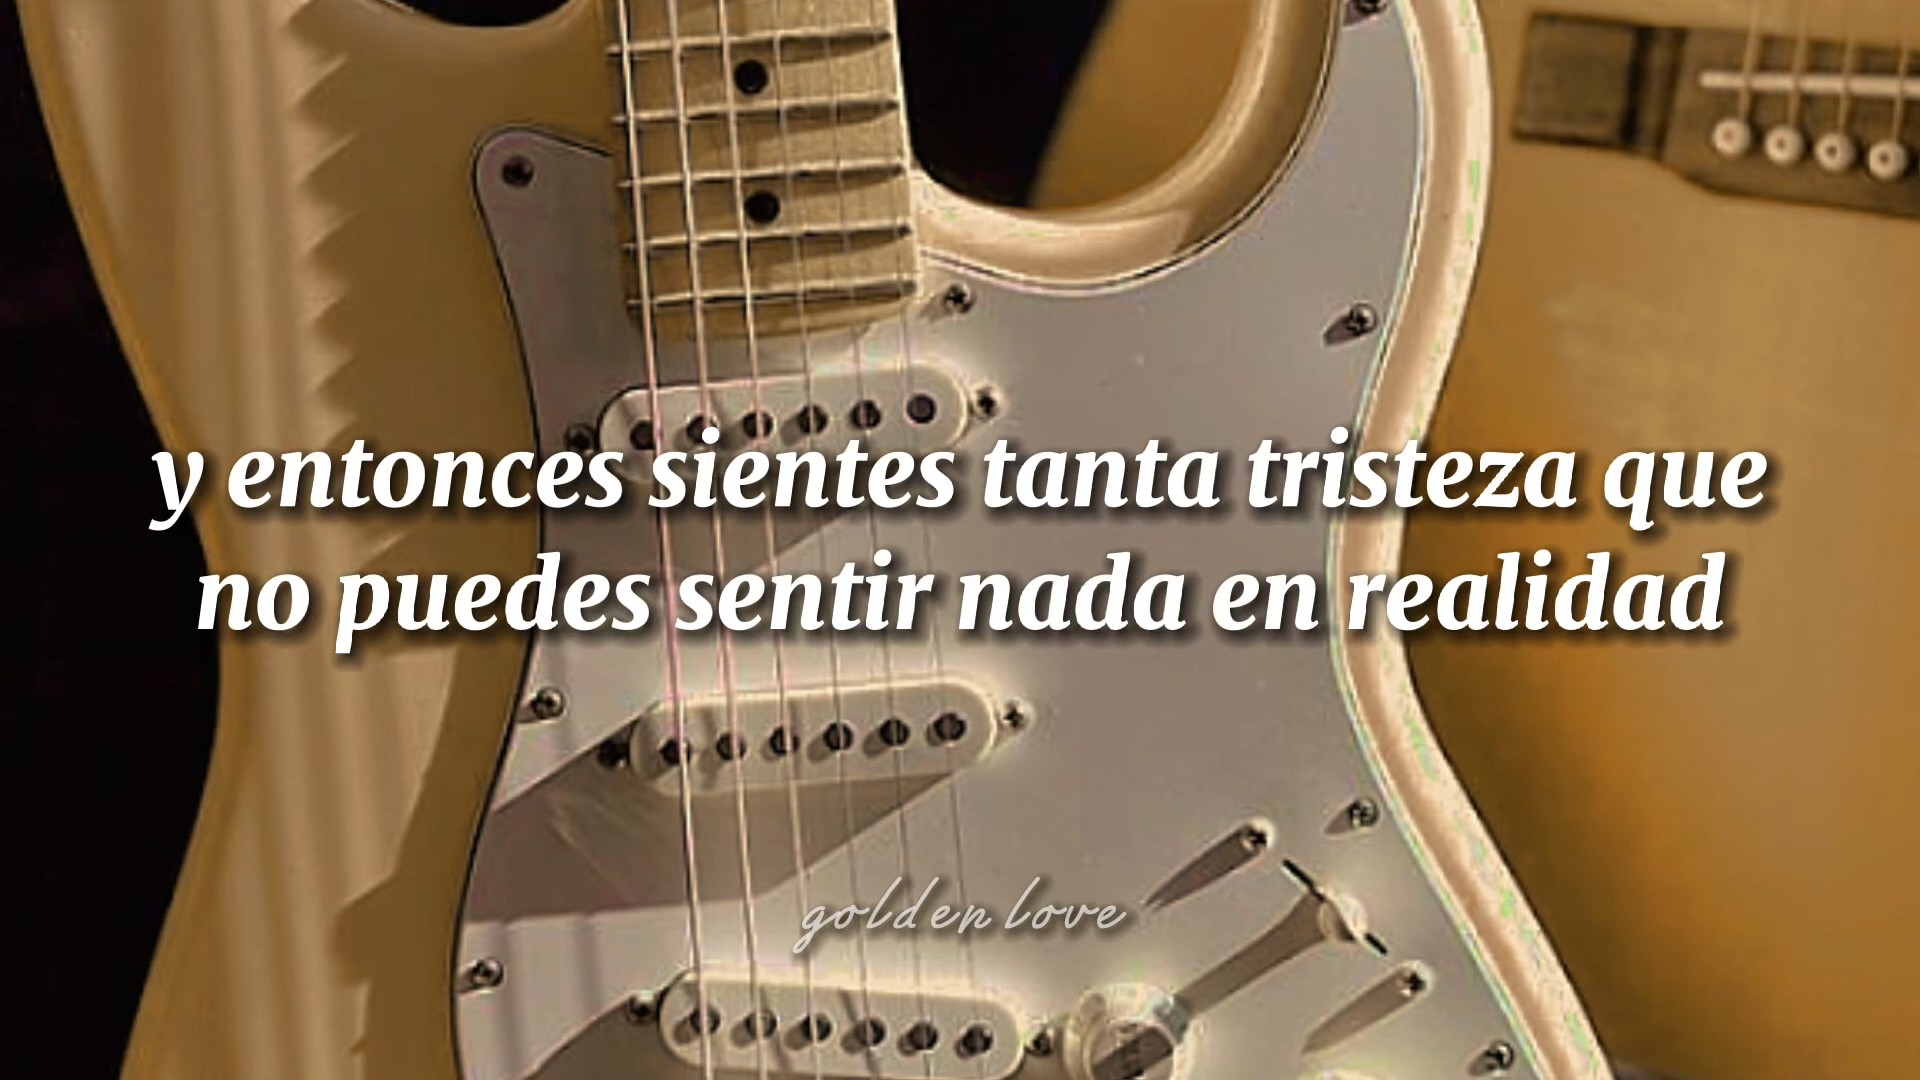 y entonces sientes tanta tristeza que
no puedes sentir nada en realidad
golden love